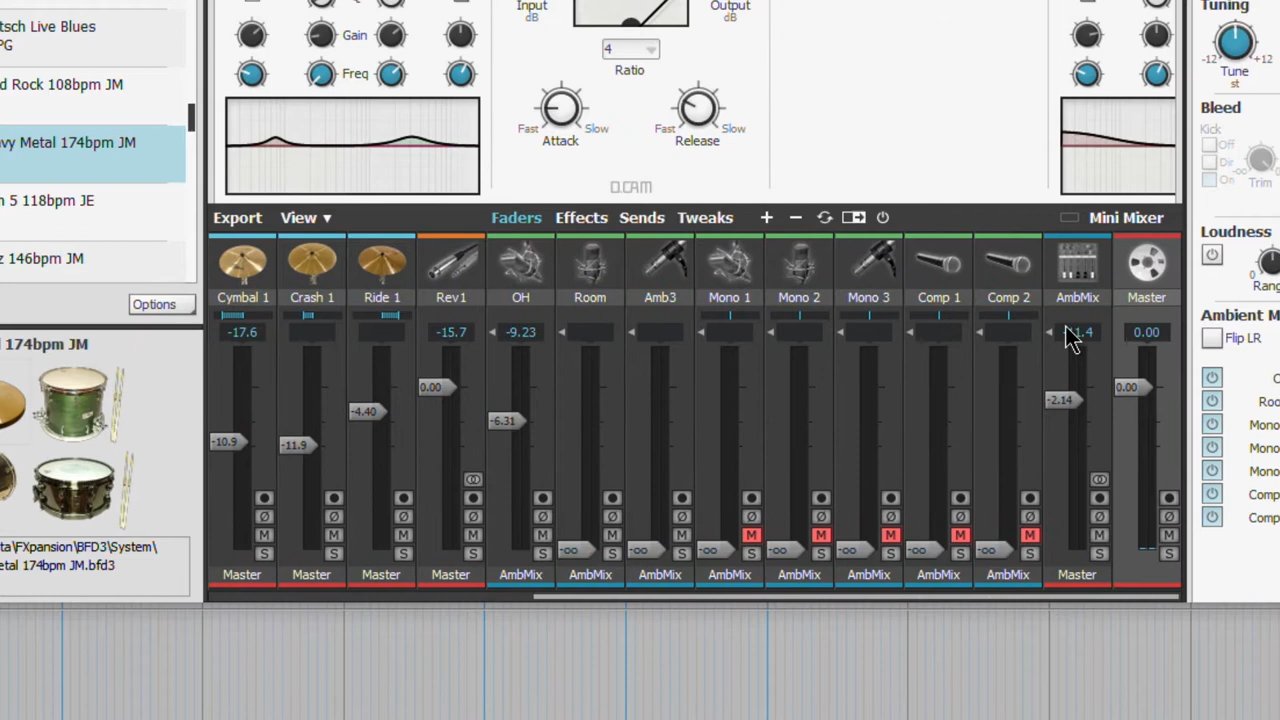 tsch Live Blues
PG
d Rock 108bpm JM
vy Metal 174bpm JM
n 5 118bpm JE
z 146bpm JM
Options
174bpm JM
ta\FXpansion\BFD3\System\
etal 174bpm JM.bfd3
Gain
Freq
Input
dB
Output
dB
4
Ratio
Fast Slow
Attack
Fast Slow
Release
D.CAM
Tuning
-12 +12
Tune
st
Bleed
Kick
Off
Dir
On
-∞
Trim
Loudness
Rang
Ambient M
Flip LR
O
Roo
Mono
Mono
Mono
Comp
Comp
Export View ▾ Faders Effects Sends Tweaks + − Mini Mixer
Cymbal 1 Crash 1 Ride 1 Rev1 OH Room Amb3 Mono 1 Mono 2 Mono 3 Comp 1 Comp 2 AmbMix Master
-17.6 -15.7 -9.23 1.4 0.00
-10.9 -11.9 -4.40 0.00 -6.31 -∞ -∞ -∞ -∞ -∞ -∞ -∞ -2.14 0.00
Ø Ø Ø Ø Ø Ø Ø Ø Ø Ø Ø Ø Ø Ø
M M M M M M M M M M M M M M
S S S S S S S S S S S S S S
Master Master Master Master AmbMix AmbMix AmbMix AmbMix AmbMix AmbMix AmbMix AmbMix Master